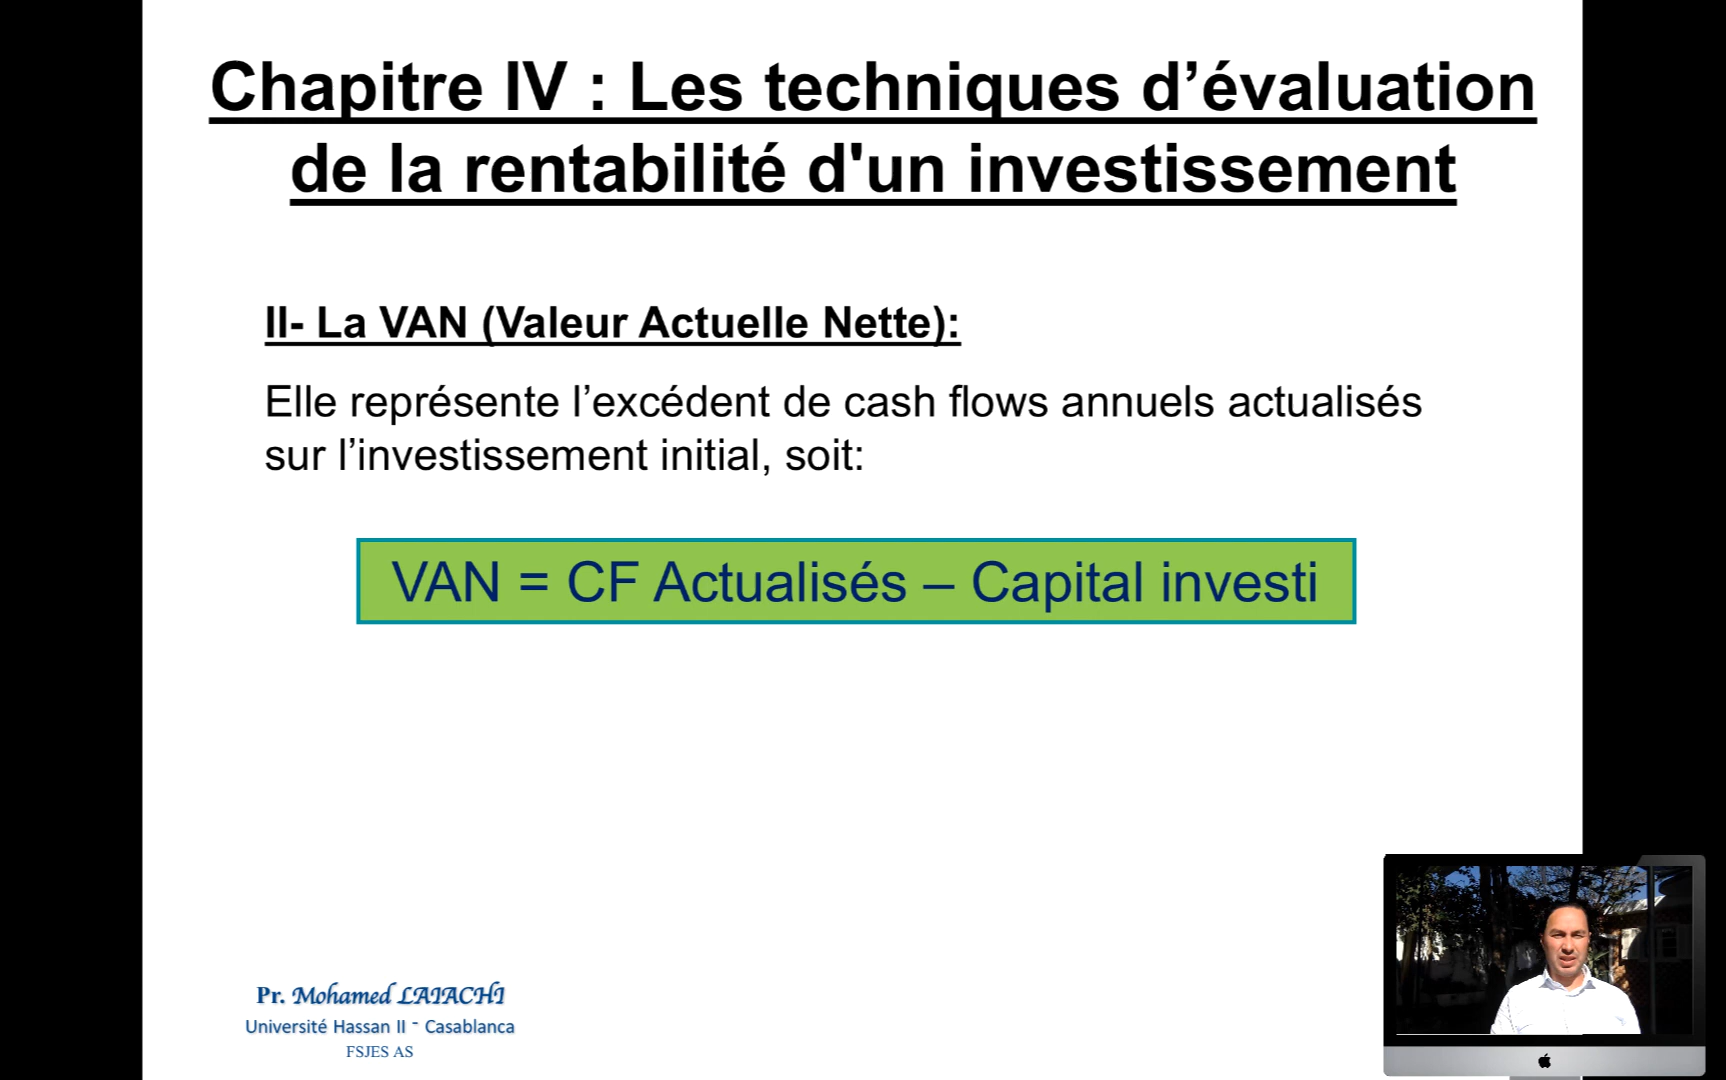 Chapitre IV : Les techniques d’évaluation
de la rentabilité d'un investissement
II- La VAN (Valeur Actuelle Nette):
Elle représente l’excédent de cash flows annuels actualisés
sur l’investissement initial, soit:
VAN = CF Actualisés – Capital investi
Pr. Mohamed LAIACHI
Université Hassan II - Casablanca
FSJES AS